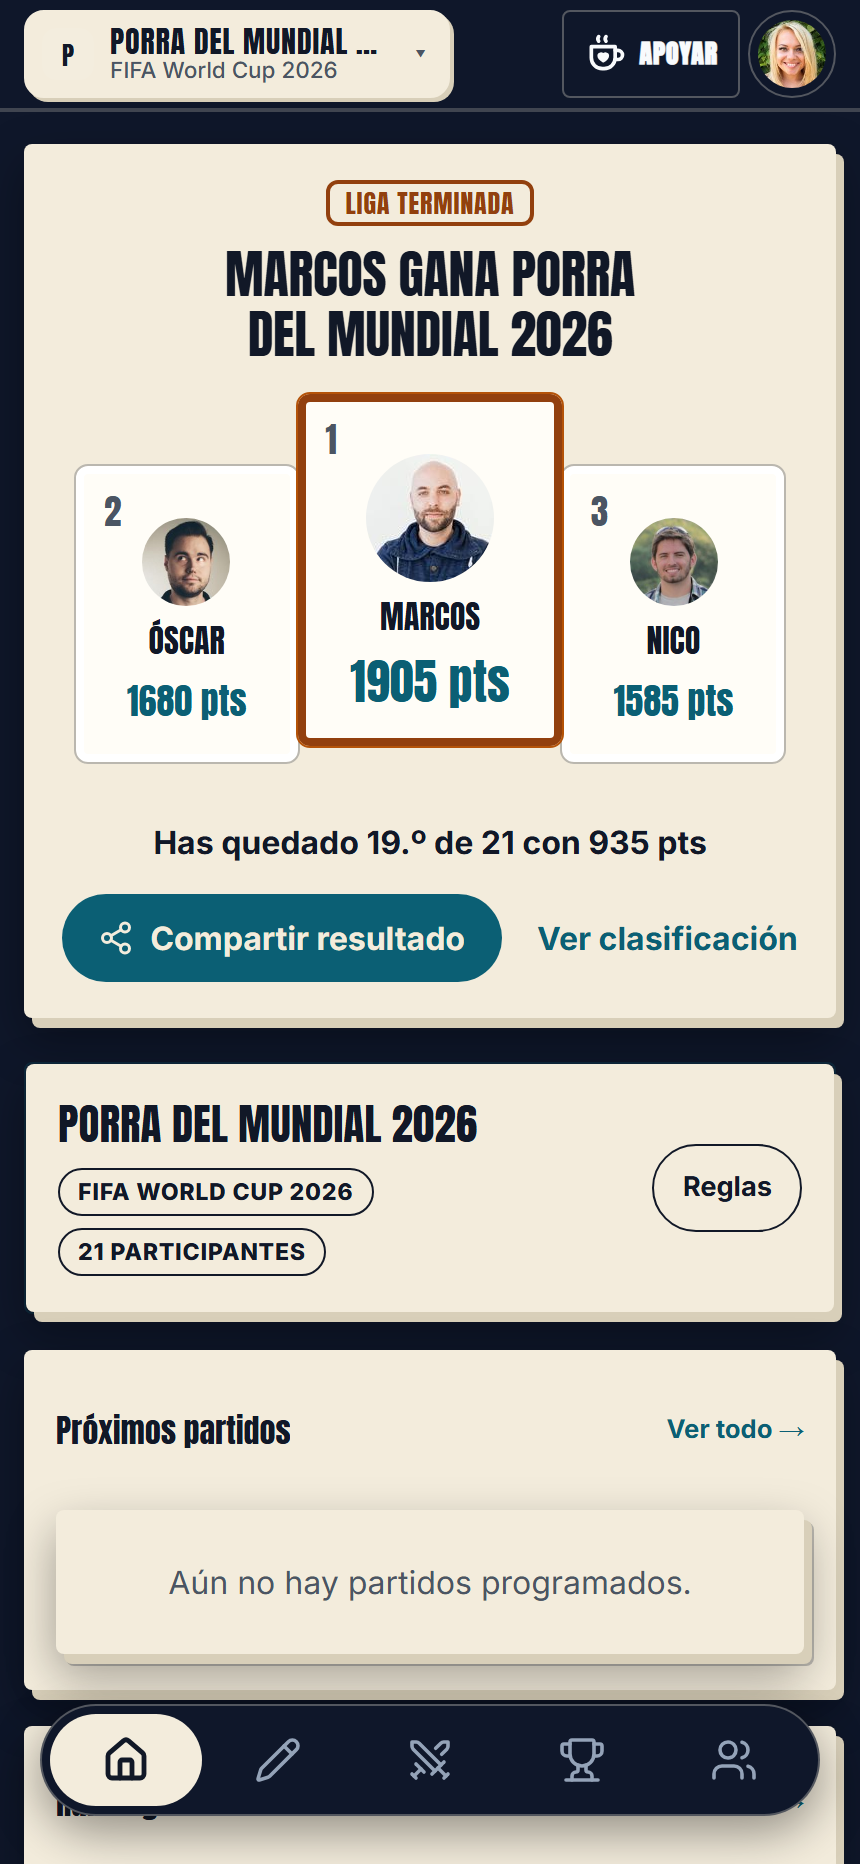 P
PORRA DEL MUNDIAL ...
FIFA World Cup 2026
APOYAR
LIGA TERMINADA
MARCOS GANA PORRA
DEL MUNDIAL 2026
1
MARCOS
1905 pts
2
ÓSCAR
1680 pts
3
NICO
1585 pts
Has quedado 19.º de 21 con 935 pts
Compartir resultado
Ver clasificación
PORRA DEL MUNDIAL 2026
FIFA WORLD CUP 2026
21 PARTICIPANTES
Reglas
Próximos partidos
Ver todo →
Aún no hay partidos programados.